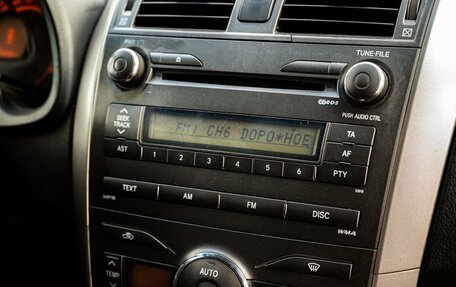 TUNE·FILE
R·D·S
PUSH AUDIO CTRL
SEEK
TRACK
FM1 CH6 DOPO*HOE
TA
AF
PTY
AST
1 2 3 4 5 6
TEXT
AM
FM
DISC
MP3
WMA
TEMP
AUTO